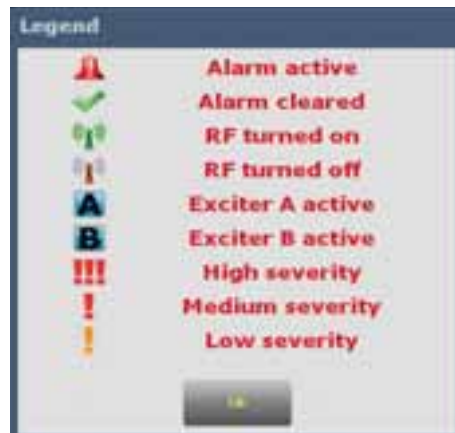 Legend
Alarm active
Alarm cleared
RF turned on
RF turned off
A Exciter A active
B Exciter B active
!!! High severity
! Medium severity
! Low severity